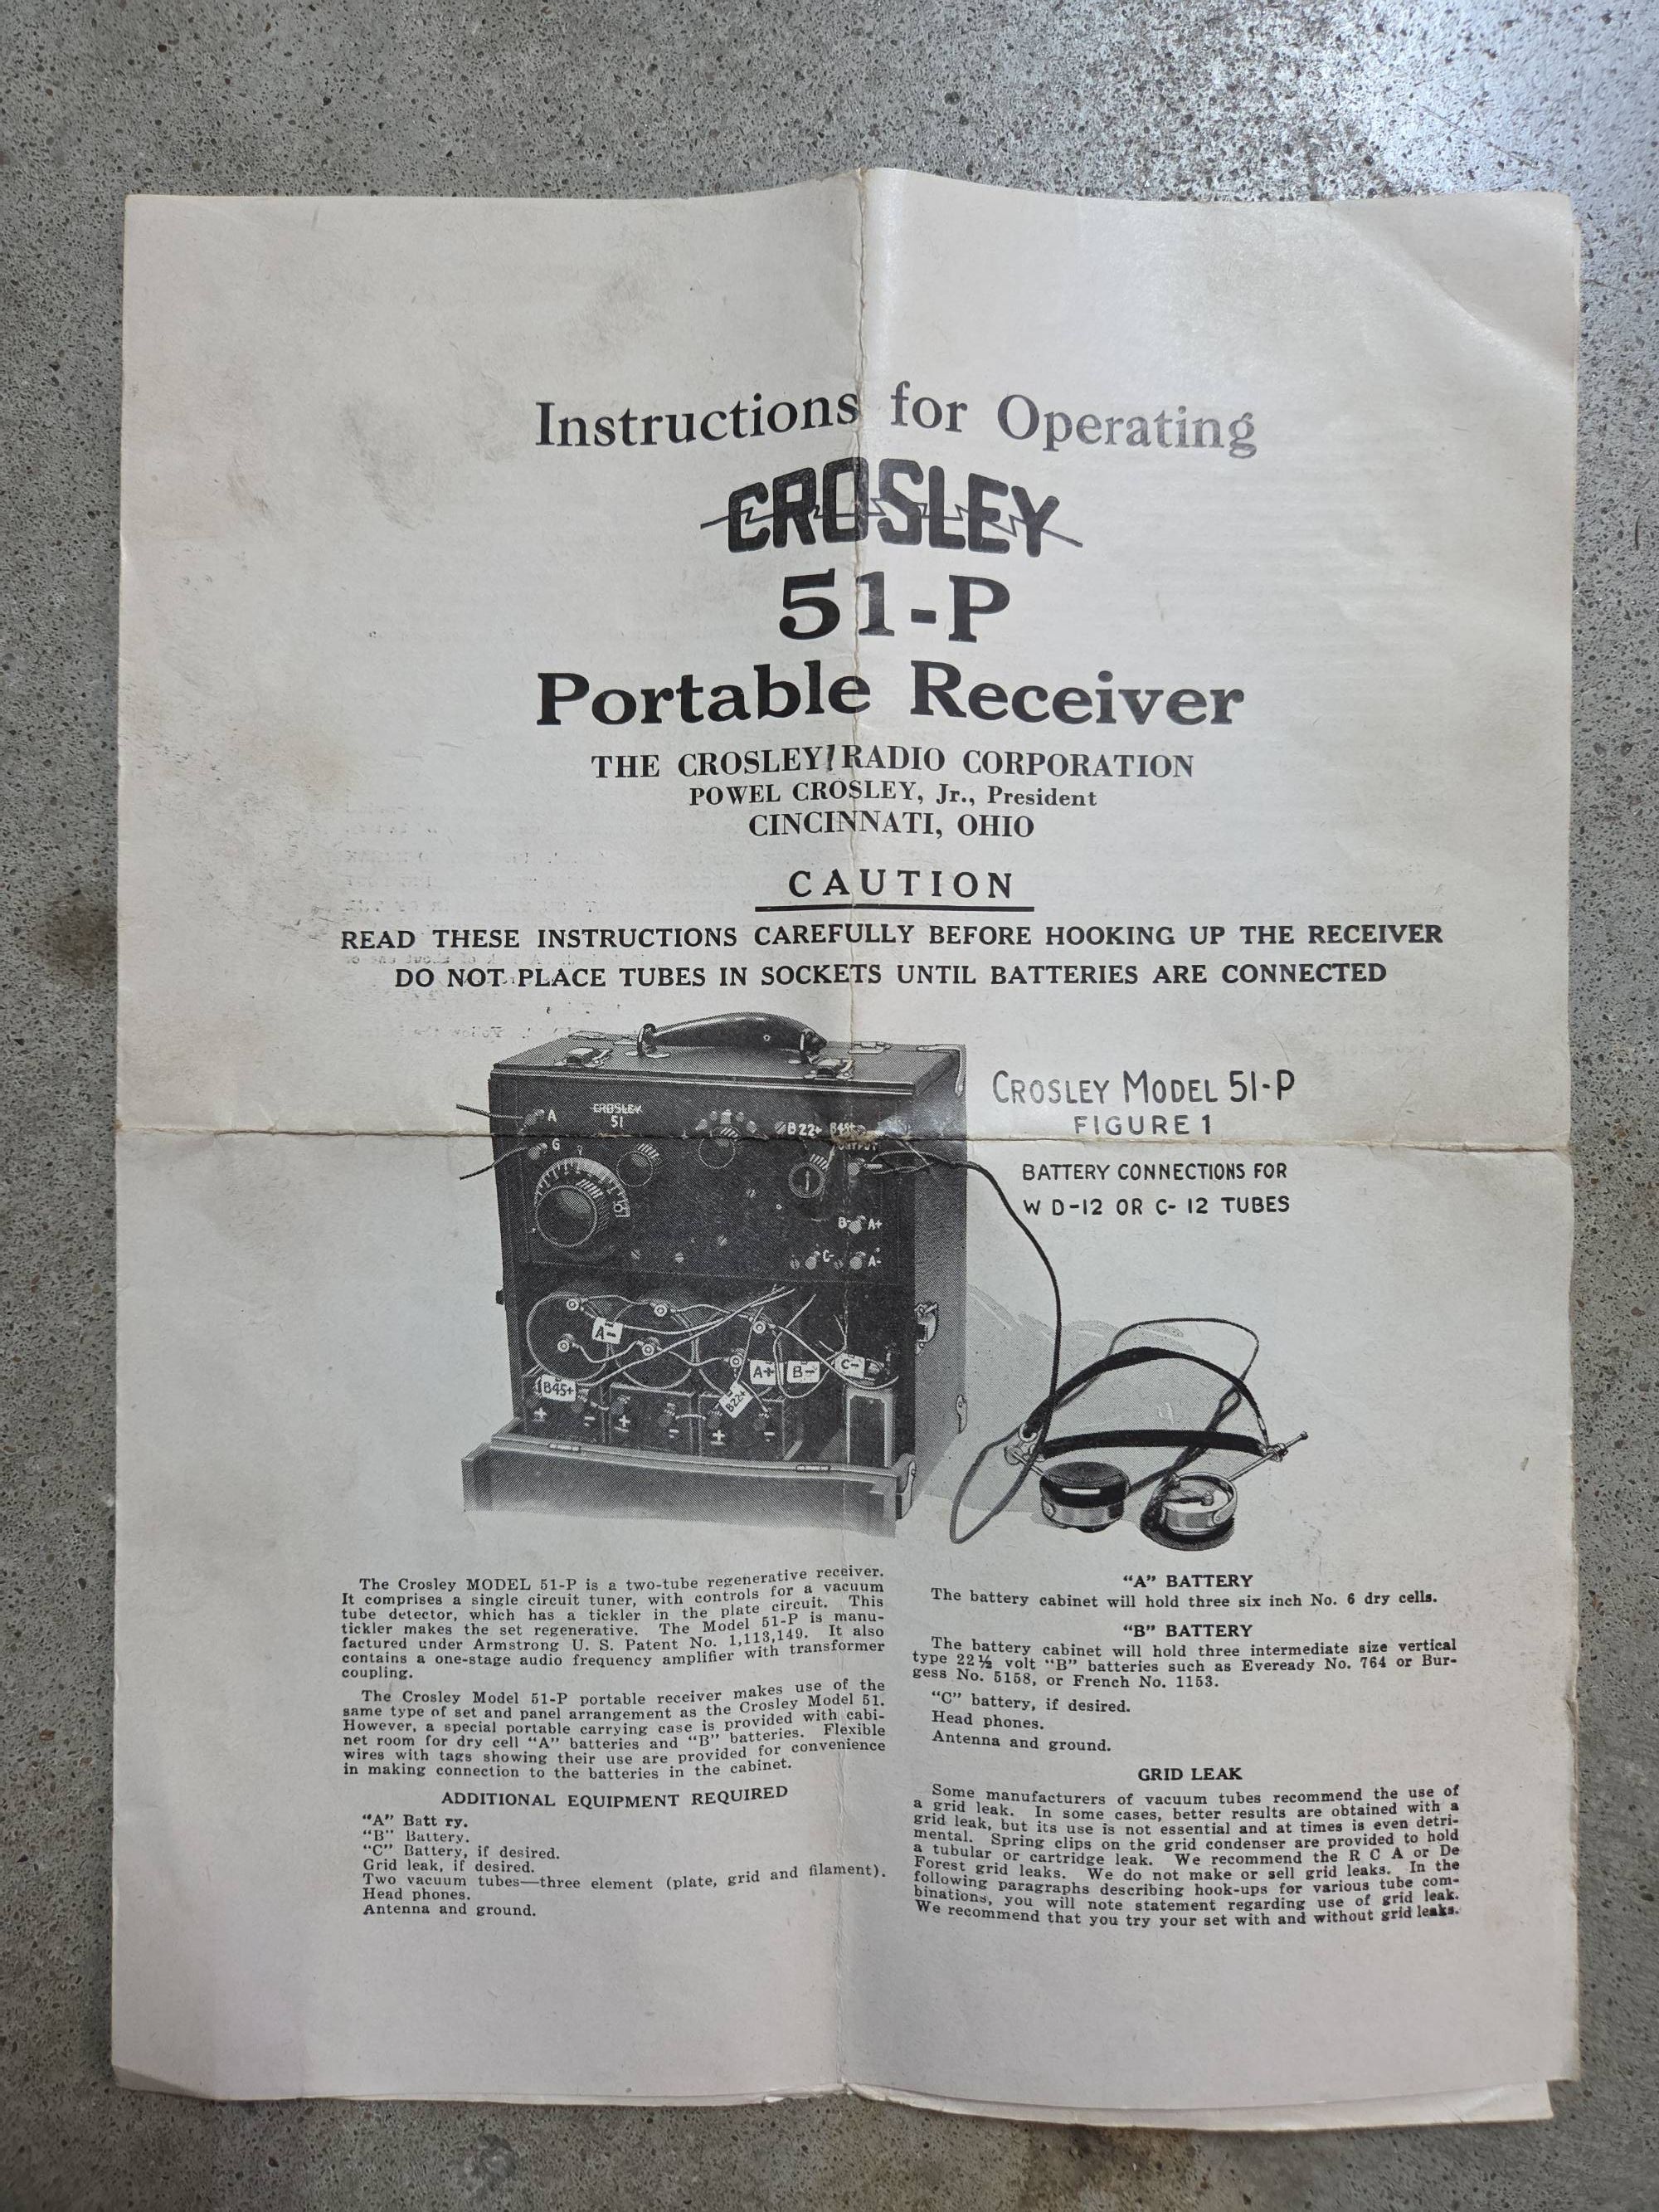 Instructions for Operating
CROSLEY
51-P
Portable Receiver
THE CROSLEY RADIO CORPORATION
POWEL CROSLEY, Jr., President
CINCINNATI, OHIO
CAUTION
READ THESE INSTRUCTIONS CAREFULLY BEFORE HOOKING UP THE RECEIVER
DO NOT PLACE TUBES IN SOCKETS UNTIL BATTERIES ARE CONNECTED
CROSLEY MODEL 51-P
FIGURE 1
BATTERY CONNECTIONS FOR
WD-12 OR C-12 TUBES
A
G
CROSLEY
51
B 22+ B45+
OUTPUT
B- A+
C- A-
A-
A+
B-
C-
B45+
B22+
+ - + - + -
The Crosley MODEL 51-P is a two-tube regenerative receiver.
It comprises a single circuit tuner, with controls for a vacuum
tube detector, which has a tickler in the plate circuit. This
tickler makes the set regenerative. The Model 51-P is manu-
factured under Armstrong U. S. Patent No. 1,113,149. It also
contains a one-stage audio frequency amplifier with transformer
coupling.
The Crosley Model 51-P portable receiver makes use of the
same type of set and panel arrangement as the Crosley Model 51.
However, a special portable carrying case is provided with cabi-
net room for dry cell "A" batteries and "B" batteries. Flexible
wires with tags showing their use are provided for convenience
in making connection to the batteries in the cabinet.
ADDITIONAL EQUIPMENT REQUIRED
"A" Batt ry.
"B" Battery.
"C" Battery, if desired.
Grid leak, if desired.
Two vacuum tubes—three element (plate, grid and filament).
Head phones.
Antenna and ground.
"A" BATTERY
The battery cabinet will hold three six inch No. 6 dry cells.
"B" BATTERY
The battery cabinet will hold three intermediate size vertical
type 22½ volt "B" batteries such as Eveready No. 764 or Bur-
gess No. 5158, or French No. 1153.
"C" battery, if desired.
Head phones.
Antenna and ground.
GRID LEAK
Some manufacturers of vacuum tubes recommend the use of
a grid leak. In some cases, better results are obtained with a
grid leak, but its use is not essential and at times is even detri-
mental. Spring clips on the grid condenser are provided to hold
a tubular or cartridge leak. We recommend the R C A or De
Forest grid leaks. We do not make or sell grid leaks. In the
following paragraphs describing hook-ups for various tube com-
binations, you will note statement regarding use of grid leak.
We recommend that you try your set with and without grid leaks.